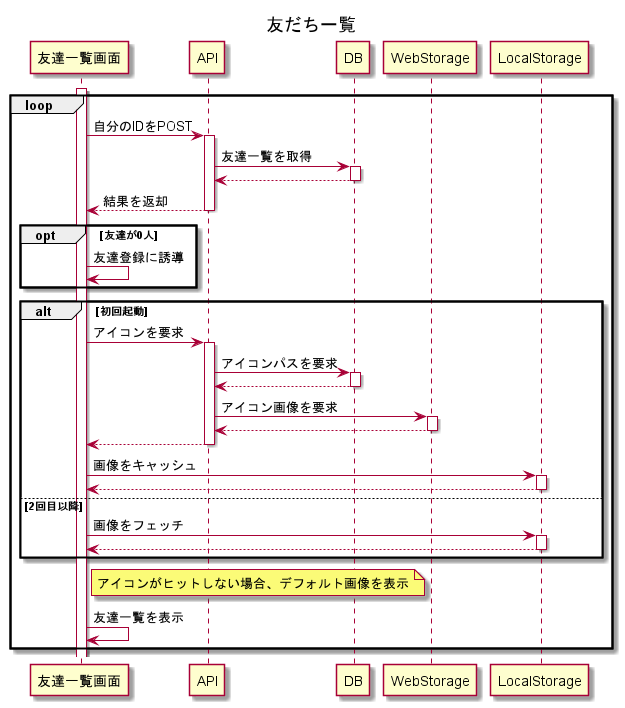 友だち一覧
友達一覧画面 API DB WebStorage LocalStorage
loop
自分のIDをPOST
友達一覧を取得
結果を返却
opt [友達が0人]
友達登録に誘導
alt [初回起動]
アイコンを要求
アイコンパスを要求
アイコン画像を要求
画像をキャッシュ
[2回目以降]
画像をフェッチ
アイコンがヒットしない場合、デフォルト画像を表示
友達一覧を表示
友達一覧画面 API DB WebStorage LocalStorage